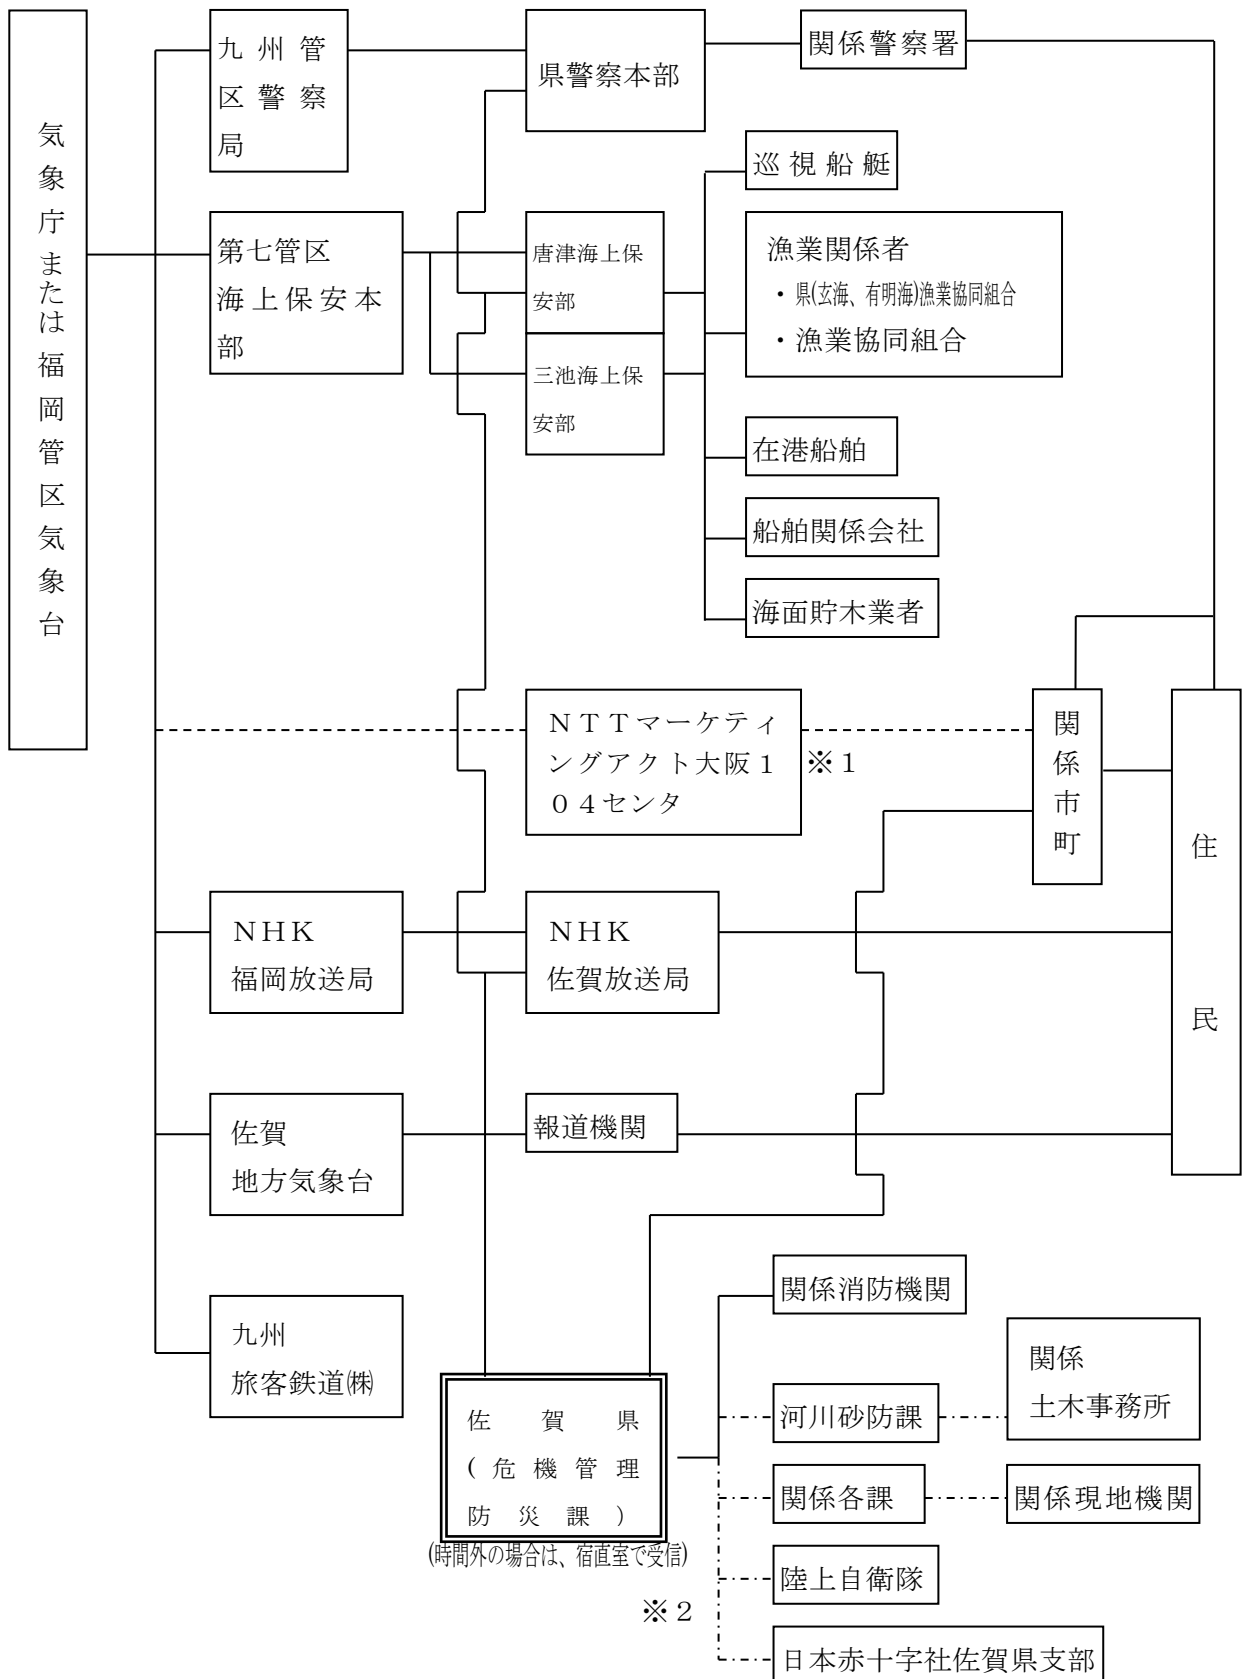 気象庁または福岡管区気象台
九州管
区警察
局
県警察本部
関係警察署
巡視船艇
第七管区
海上保安本
部
唐津海上保
安部
三池海上保
安部
漁業関係者
・県(玄海、有明海)漁業協同組合
・漁業協同組合
在港船舶
船舶関係会社
海面貯木業者
NTTマーケティ
ングアクト大阪1
04センタ
※1
関係市町
住民
NHK
福岡放送局
NHK
佐賀放送局
佐賀
地方気象台
報道機関
九州
旅客鉄道㈱
佐賀県
(危機管理
防災課)
(時間外の場合は、宿直室で受信)
※2
関係消防機関
河川砂防課
関係
土木事務所
関係各課
関係現地機関
陸上自衛隊
日本赤十字社佐賀県支部